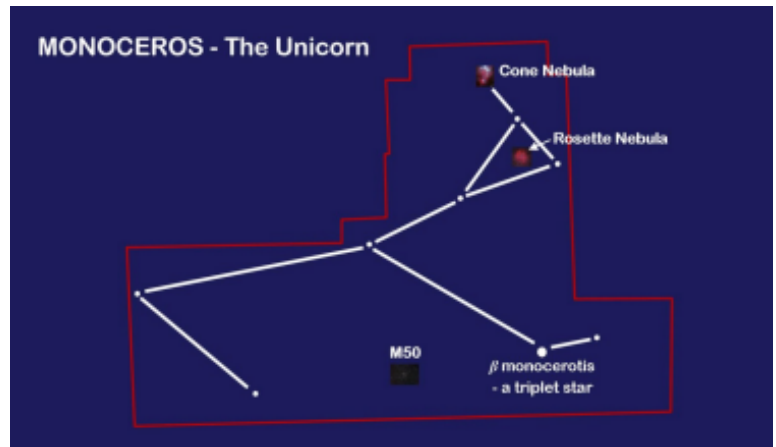 MONOCEROS - The Unicorn
Cone Nebula
Rosette Nebula
M50
β monocerotis
- a triplet star